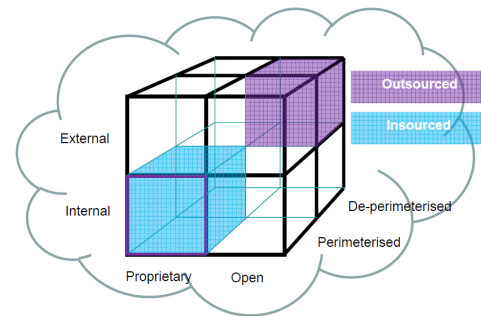 Outsourced
Insourced
External
Internal
De-perimeterised
Perimeterised
Proprietary Open